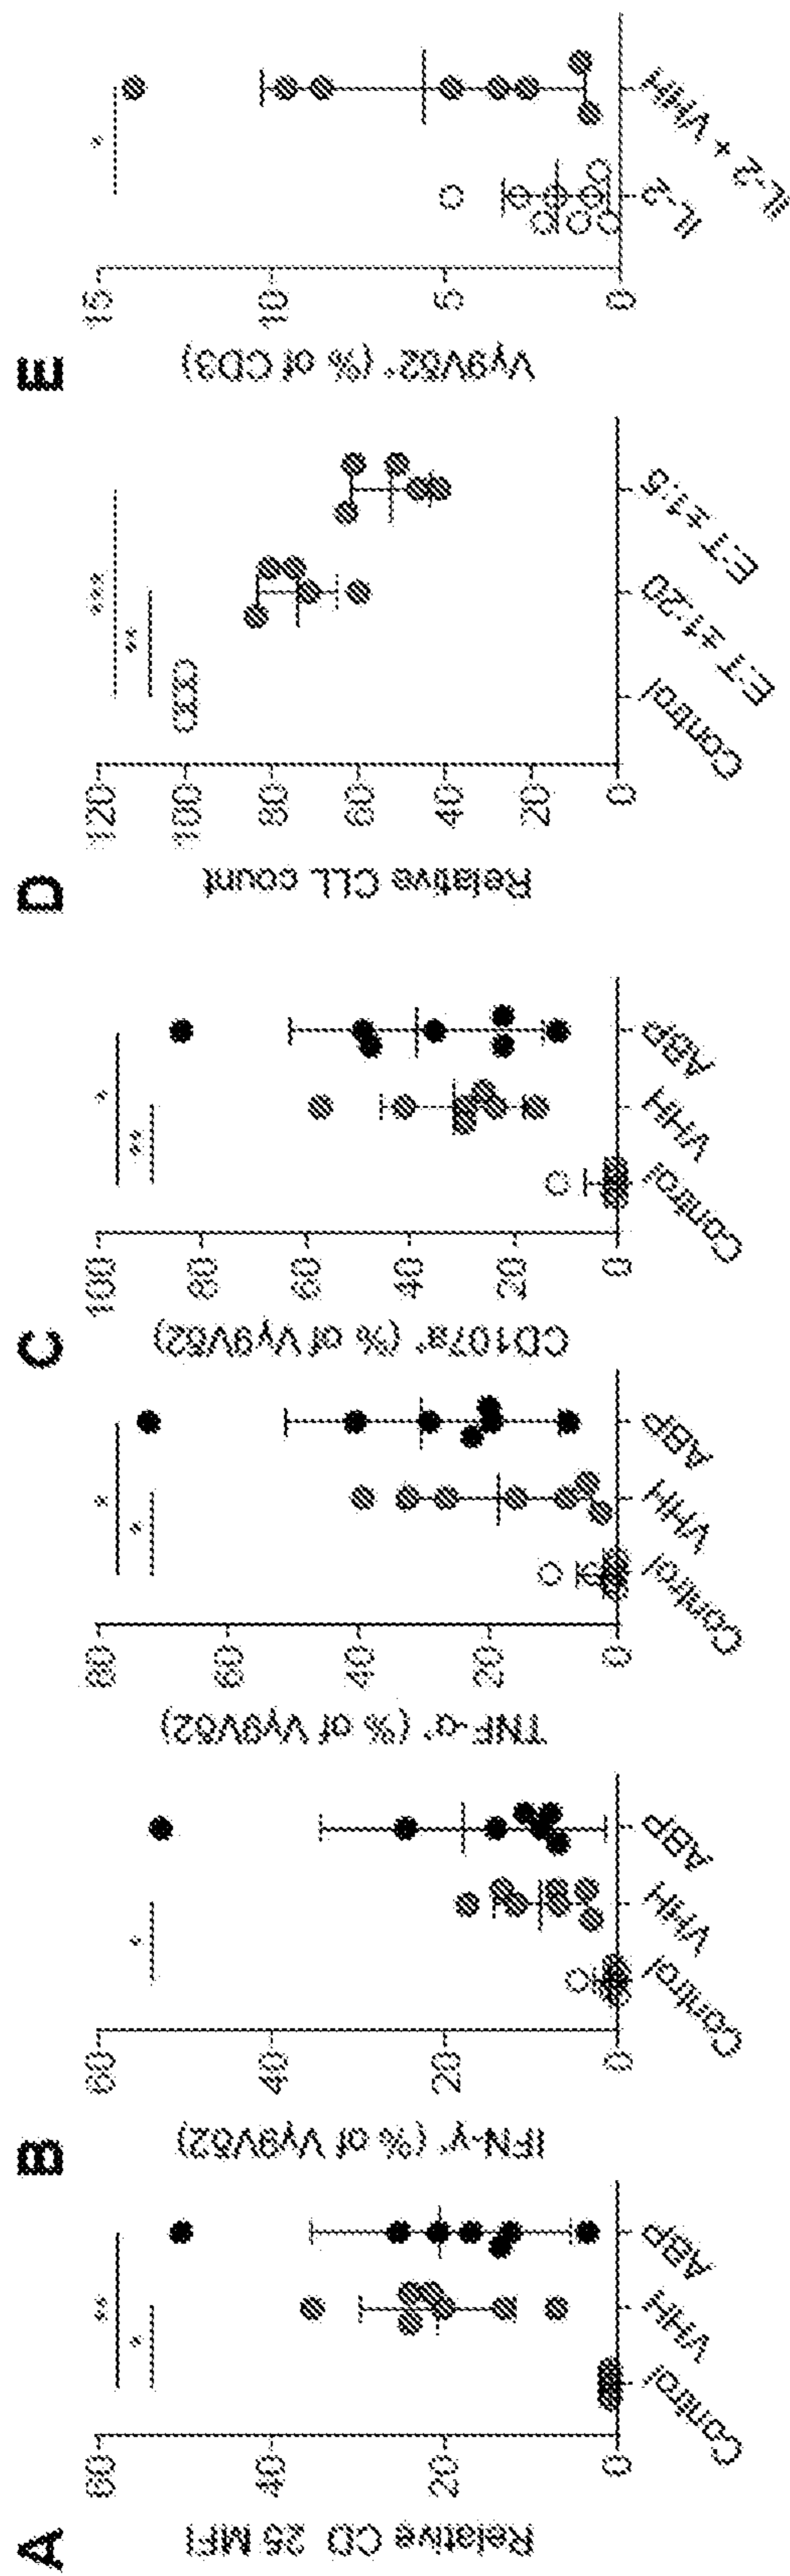 A
Relative CD 25 MFI
60
40
20
0
Control
VHH
ABP
*
**
B
IFN-γ⁺ (% of Vγ9Vδ2)
60
40
20
0
Control
VHH
ABP
*
TNF-α⁺ (% of Vγ9Vδ2)
80
60
40
20
0
Control
VHH
ABP
*
*
C
CD107a⁺ (% of Vγ9Vδ2)
100
80
60
40
20
0
Control
VHH
ABP
**
*
D
Relative CLL count
120
100
80
60
40
20
0
Control
E:T ±1:20
E:T ±1:5
**
***
E
Vγ9Vδ2⁺ (% of CD3)
15
10
5
0
IL-2
IL-2 + VHH
*